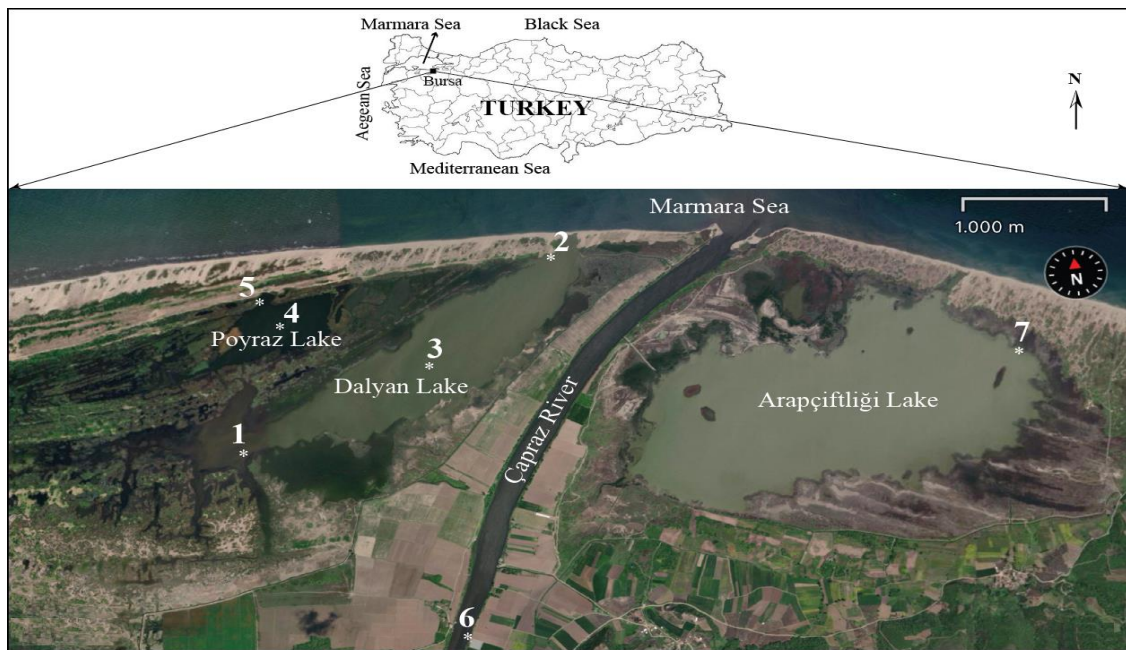 Marmara Sea
Black Sea
Aegean Sea
Bursa
TURKEY
Mediterranean Sea
N
Marmara Sea
1.000 m
N
2
5
4
Poyraz Lake
3
Dalyan Lake
7
Arapçiftliği Lake
1
Çapraz River
6